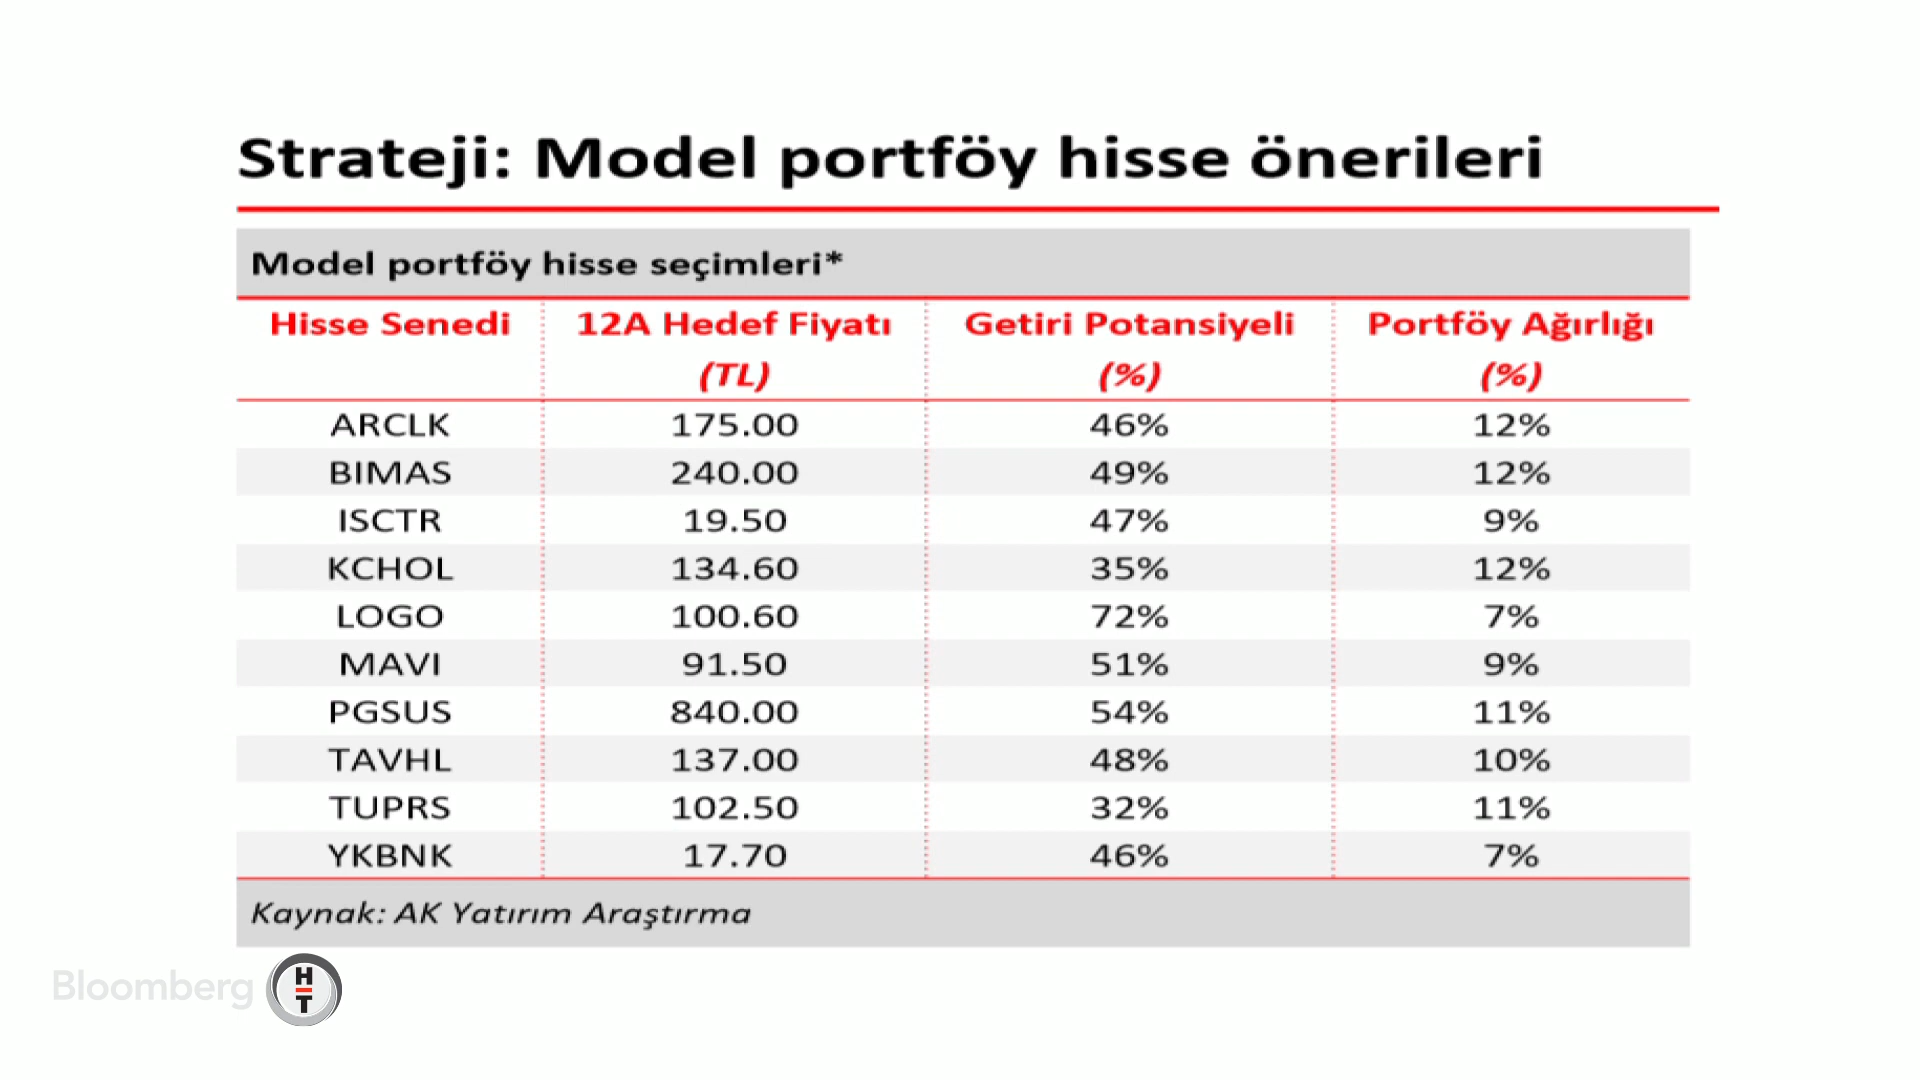 Strateji: Model portföy hisse önerileri
Model portföy hisse seçimleri*
Hisse Senedi 12A Hedef Fiyatı Getiri Potansiyeli Portföy Ağırlığı
(TL) (%) (%)
ARCLK 175.00 46% 12%
BIMAS 240.00 49% 12%
ISCTR 19.50 47% 9%
KCHOL 134.60 35% 12%
LOGO 100.60 72% 7%
MAVI 91.50 51% 9%
PGSUS 840.00 54% 11%
TAVHL 137.00 48% 10%
TUPRS 102.50 32% 11%
YKBNK 17.70 46% 7%
Kaynak: AK Yatırım Araştırma
Bloomberg HT